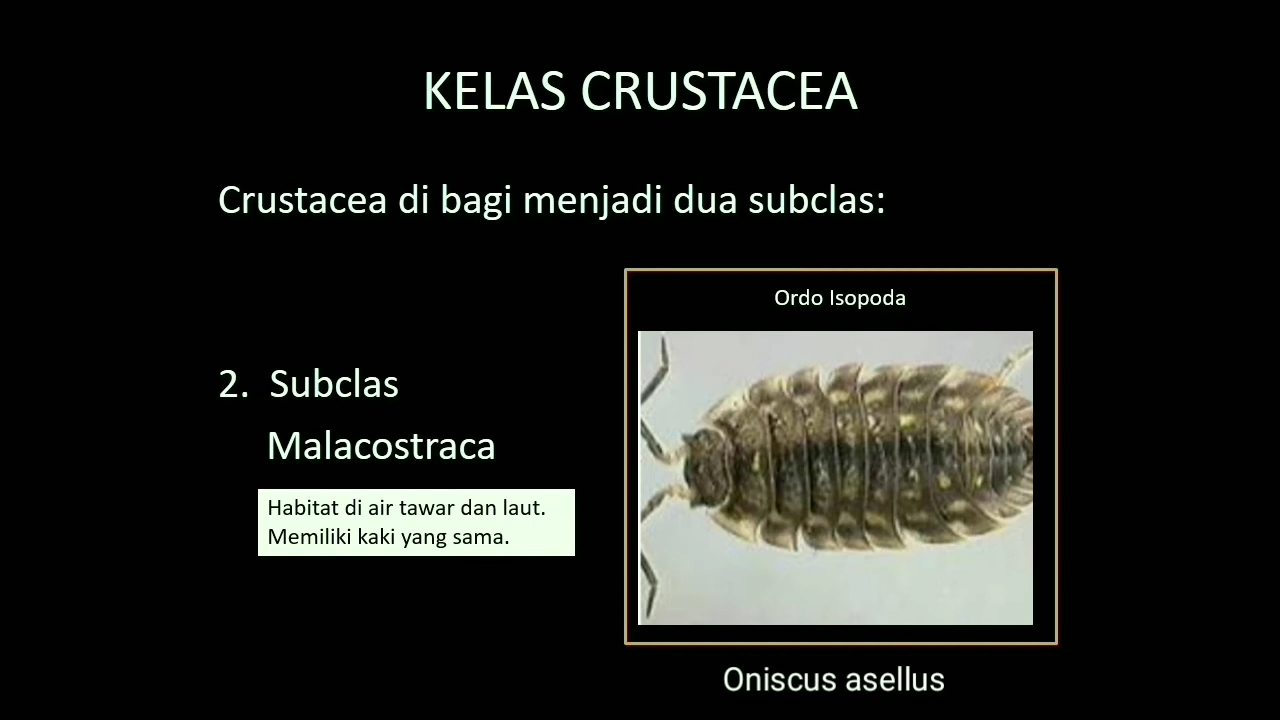 KELAS CRUSTACEA
Crustacea di bagi menjadi dua subclas:
Ordo Isopoda
2. Subclas
Malacostraca
Habitat di air tawar dan laut.
Memiliki kaki yang sama.
Oniscus asellus